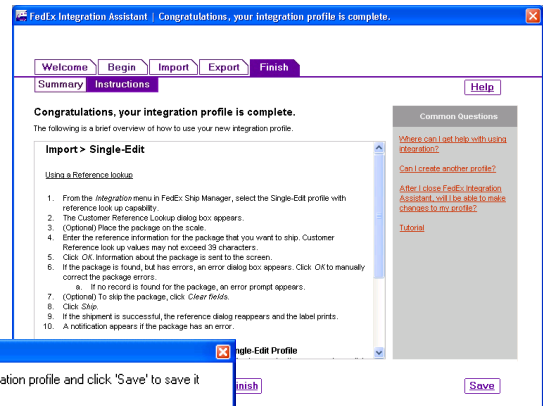 FedEx Integration Assistant | Congratulations, your integration profile is complete.
Welcome Begin Import Export Finish
Summary Instructions
Help
Congratulations, your integration profile is complete.
The following is a brief overview of how to use your new integration profile.
Import > Single-Edit
Using a Reference lookup
1. From the Integration menu in FedEx Ship Manager, select the Single-Edit profile with
reference look up capability.
2. The Customer Reference Lookup dialog box appears.
3. (Optional) Place the package on the scale.
4. Enter the reference information for the package that you want to ship. Customer
Reference look up values may not exceed 39 characters.
5. Click OK. Information about the package is sent to the screen.
6. If the package is found, but has errors, an error dialog box appears. Click OK to manually
correct the package errors.
a. If no record is found for the package, an error prompt appears.
7. (Optional) To skip the package, click Clear fields.
8. Click Ship.
9. If the shipment is successful, the reference dialog reappears and the label prints.
10. A notification appears if the package has an error.
ngle-Edit Profile
Common Questions
Where can I get help with using
integration?
Can I create another profile?
After I close FedEx Integration
Assistant, will I be able to make
changes to my profile?
Tutorial
ation profile and click 'Save' to save it
inish
Save